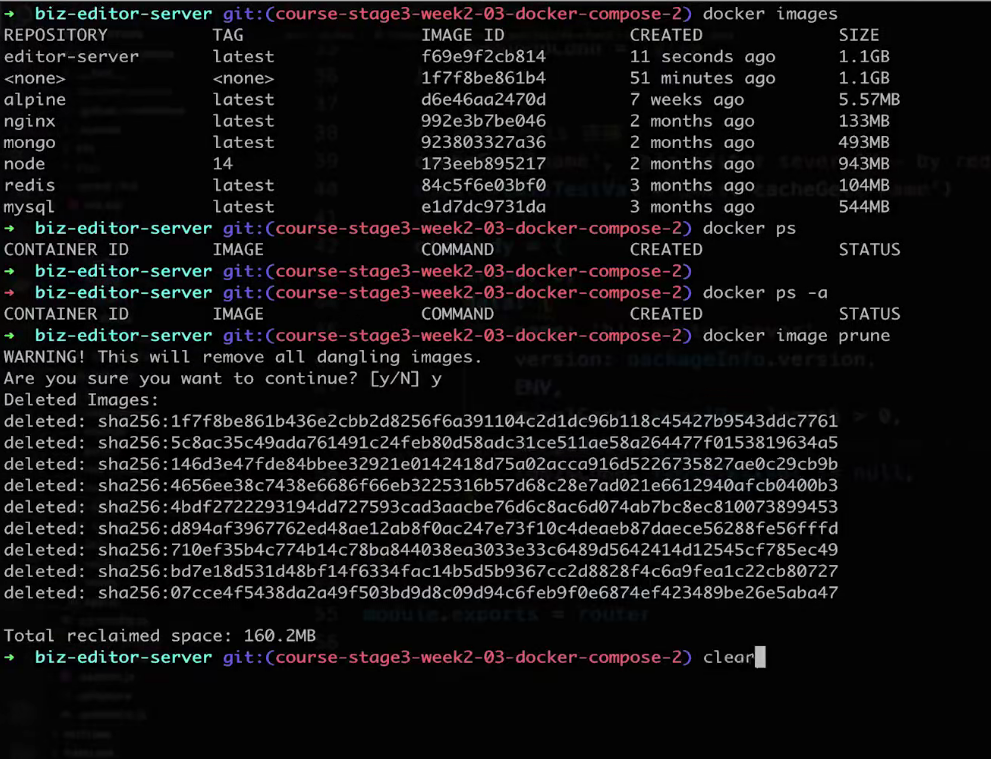 ➜  biz-editor-server git:(course-stage3-week2-03-docker-compose-2) docker images
REPOSITORY          TAG                 IMAGE ID            CREATED             SIZE
editor-server       latest              f69e9f2cb814        11 seconds ago      1.1GB
<none>              <none>              1f7f8be861b4        51 minutes ago      1.1GB
alpine              latest              d6e46aa2470d        7 weeks ago         5.57MB
nginx               latest              992e3b7be046        2 months ago        133MB
mongo               latest              923803327a36        2 months ago        493MB
node                14                  173eeb895217        2 months ago        943MB
redis               latest              84c5f6e03bf0        3 months ago        104MB
mysql               latest              e1d7dc9731da        3 months ago        544MB
➜  biz-editor-server git:(course-stage3-week2-03-docker-compose-2) docker ps
CONTAINER ID        IMAGE               COMMAND             CREATED             STATUS
➜  biz-editor-server git:(course-stage3-week2-03-docker-compose-2)
➜  biz-editor-server git:(course-stage3-week2-03-docker-compose-2) docker ps -a
CONTAINER ID        IMAGE               COMMAND             CREATED             STATUS
➜  biz-editor-server git:(course-stage3-week2-03-docker-compose-2) docker image prune
WARNING! This will remove all dangling images.
Are you sure you want to continue? [y/N] y
Deleted Images:
deleted: sha256:1f7f8be861b436e2cbb2d8256f6a391104c2d1dc96b118c45427b9543ddc7761
deleted: sha256:5c8ac35c49ada761491c24feb80d58adc31ce511ae58a264477f0153819634a5
deleted: sha256:146d3e47fde84bbee32921e0142418d75a02acca916d5226735827ae0c29cb9b
deleted: sha256:4656ee38c7438e6686f66eb3225316b57d68c28e7ad021e6612940afcb0400b3
deleted: sha256:4bdf2722293194dd727593cad3aacbe76d6c8ac6d074ab7bc8ec810073899453
deleted: sha256:d894af3967762ed48ae12ab8f0ac247e73f10c4deaeb87daece56288fe56fffd
deleted: sha256:710ef35b4c774b14c78ba844038ea3033e33c6489d5642414d12545cf785ec49
deleted: sha256:bd7e18d531d48bf14f6334fac14b5d5b9367cc2d8828f4c6a9fea1c22cb80727
deleted: sha256:07cce4f5438da2a49f503bd9d8c09d94c6feb9f0e6874ef423489be26e5aba47
Total reclaimed space: 160.2MB
➜  biz-editor-server git:(course-stage3-week2-03-docker-compose-2) clear